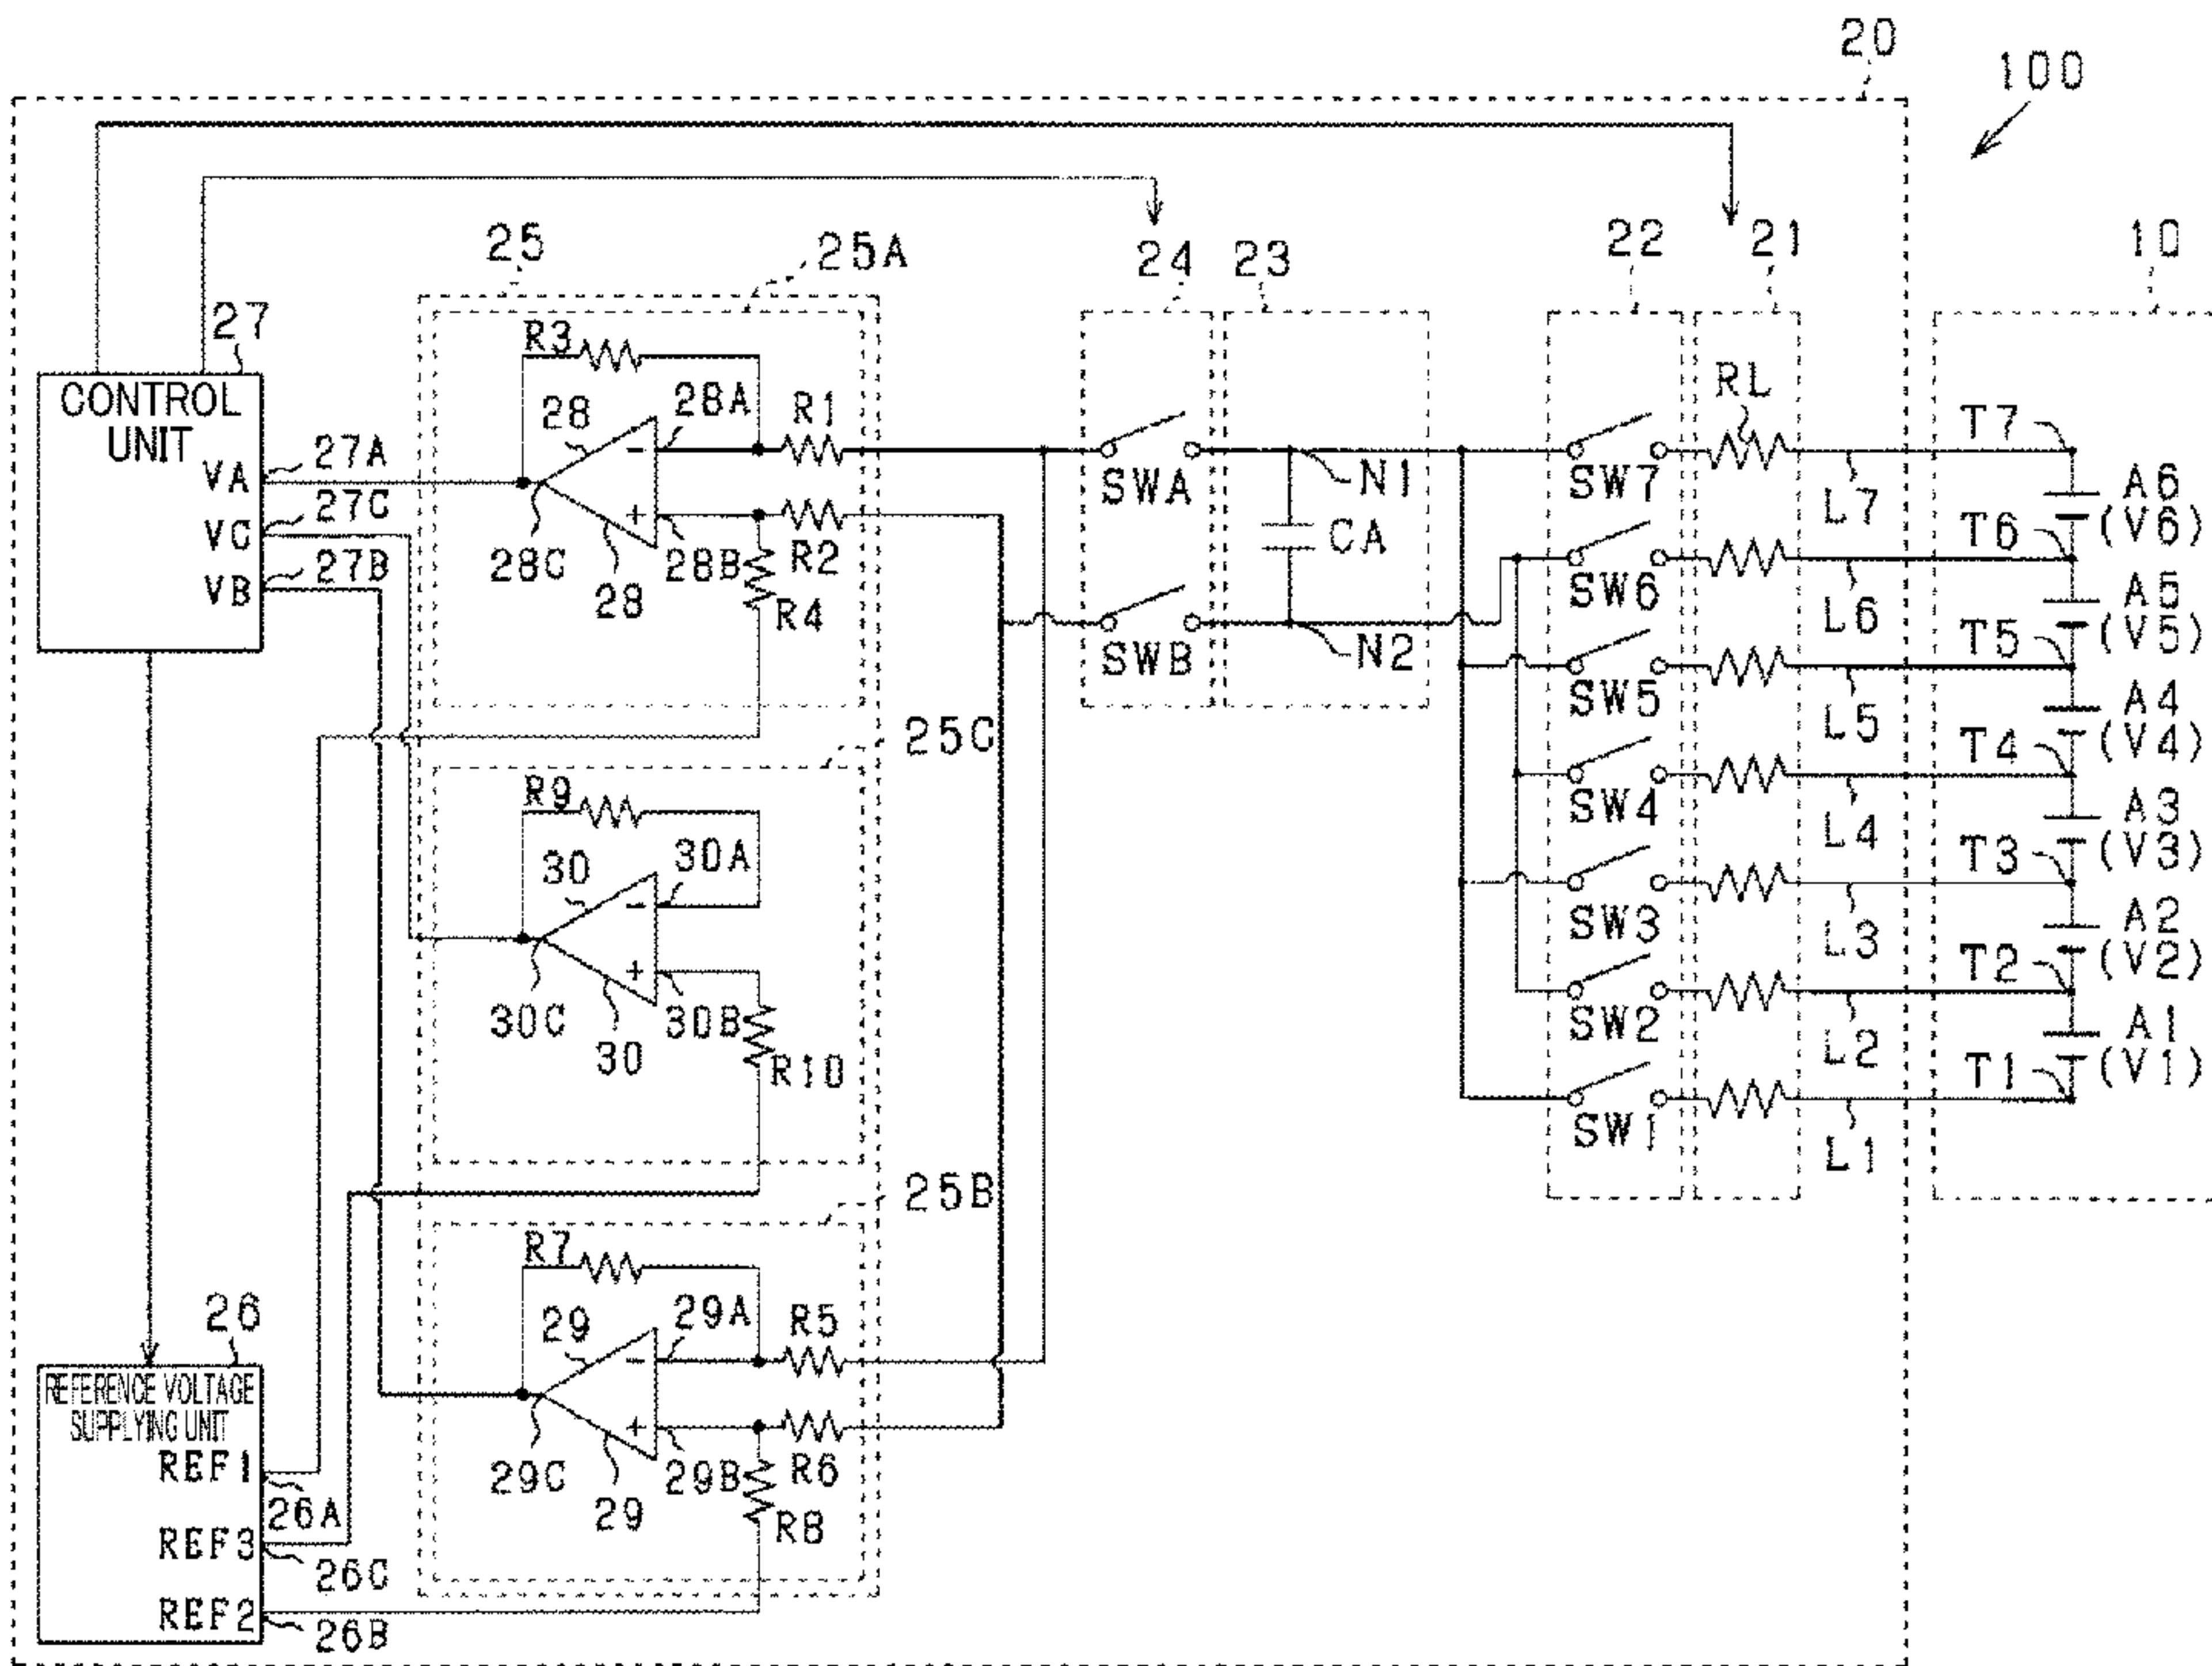 20
100
25
25A
24
23
22
21
10
27
CONTROL
UNIT
VA
27A
VC
27C
VB
27B
R3
28
28A
R1
28C
28
28B
R2
R4
SWA
SWB
N1
CA
N2
SW7
SW6
SW5
SW4
SW3
SW2
SW1
RL
L7
L6
L5
L4
L3
L2
L1
T7
T6
T5
T4
T3
T2
T1
A6
(V6)
A5
(V5)
A4
(V4)
A3
(V3)
A2
(V2)
A1
(V1)
25C
R9
30
30A
30C
30
30B
R10
25B
R7
29
29A
R5
29C
29
29B
R6
R8
26
REFERENCE VOLTAGE
SUPPLYING UNIT
REF1
26A
REF3
26C
REF2
26B